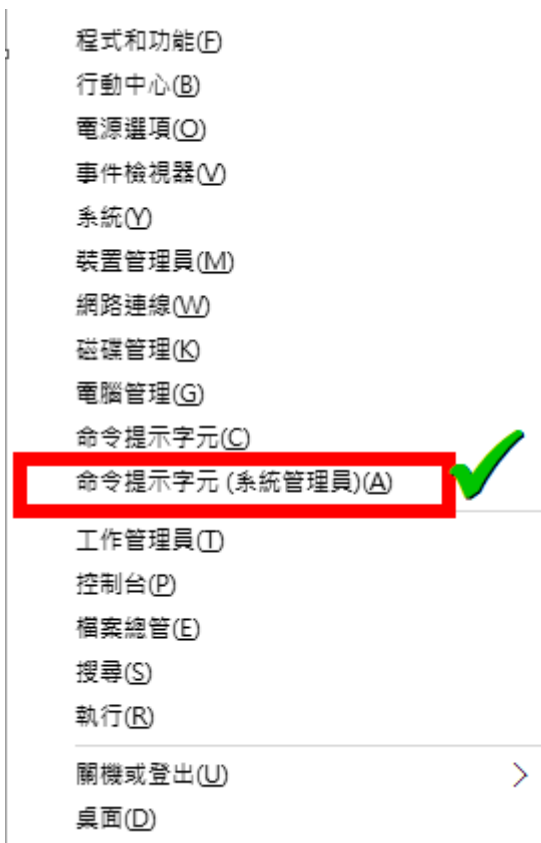 程式和功能(F)
行動中心(B)
電源選項(O)
事件檢視器(V)
系統(Y)
裝置管理員(M)
網路連線(W)
磁碟管理(K)
電腦管理(G)
命令提示字元(C)
命令提示字元 (系統管理員)(A)
工作管理員(T)
控制台(P)
檔案總管(E)
搜尋(S)
執行(R)
關機或登出(U)
桌面(D)